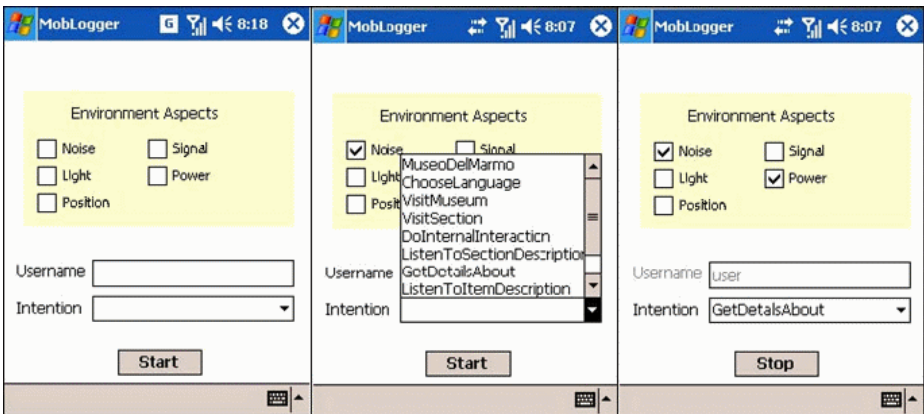 MobLogger G 8:18
Environment Aspects
Noise Signal
Light Power
Position
Username
Intention
Start
MobLogger 8:07
Environment Aspects
Noise Signal
Light
Position
MuseoDelMarmo
ChooseLanguage
VisitMuseum
VisitSection
DoInternalInteraction
ListenToSectionDescription
GetDetailsAbout
ListenToItemDescription
Username
Intention
Start
MobLogger 8:07
Environment Aspects
Noise Signal
Light Power
Position
Username user
Intention GetDetalsAbout
Stop